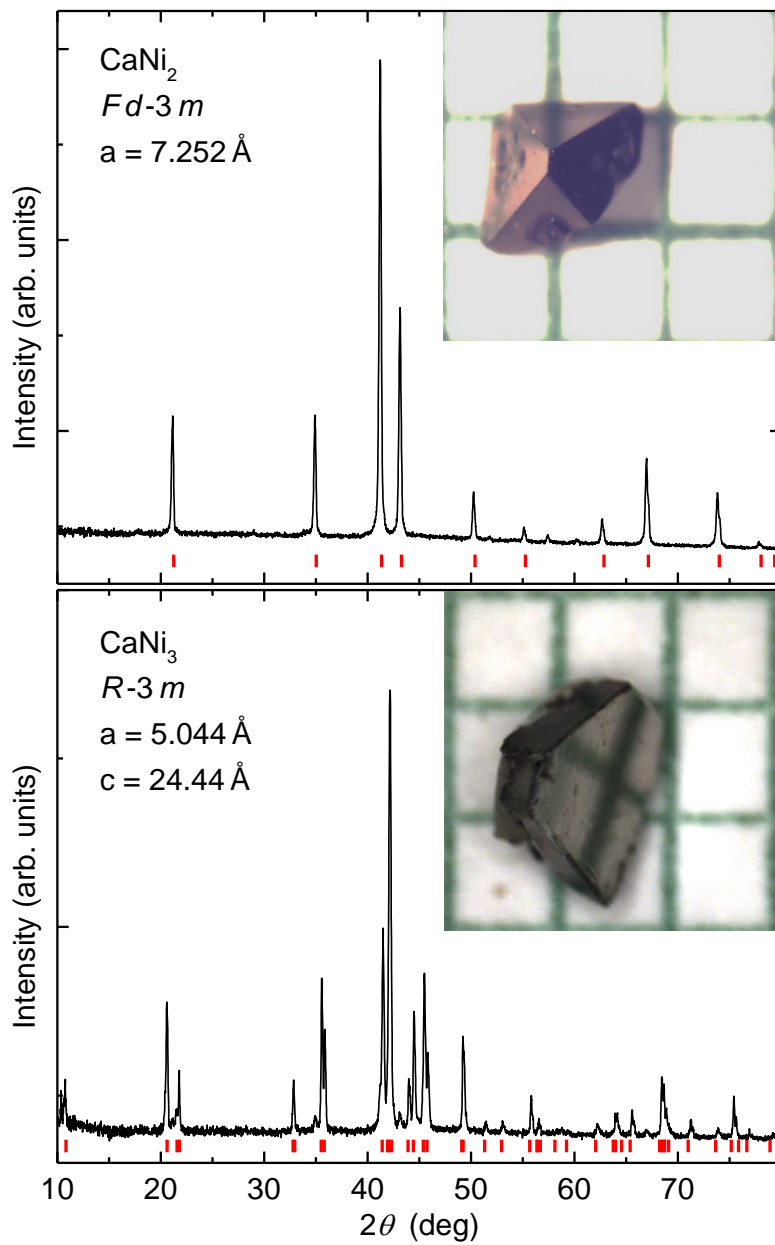 CaNi₂
Fd-3m
a = 7.252 Å
Intensity (arb. units)
CaNi₃
R-3m
a = 5.044 Å
c = 24.44 Å
Intensity (arb. units)
10 20 30 40 50 60 70
2θ (deg)